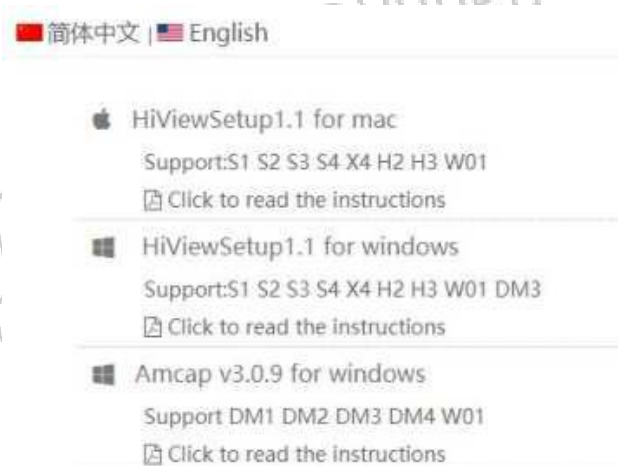 简体中文 | English
HiViewSetup1.1 for mac
Support:S1 S2 S3 S4 X4 H2 H3 W01
Click to read the instructions
HiViewSetup1.1 for windows
Support:S1 S2 S3 S4 X4 H2 H3 W01 DM3
Click to read the instructions
Amcap v3.0.9 for windows
Support DM1 DM2 DM3 DM4 W01
Click to read the instructions